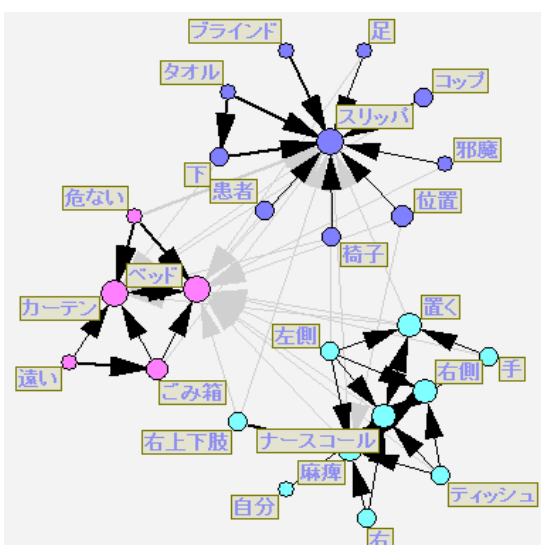 ブラインド
足
タオル
コップ
スリッパ
邪魔
下
患者
危ない
位置
椅子
ベッド
カーテン
置く
左側
右側
手
遠い
ごみ箱
右上下肢
ナースコール
麻痺
ティッシュ
自分
右